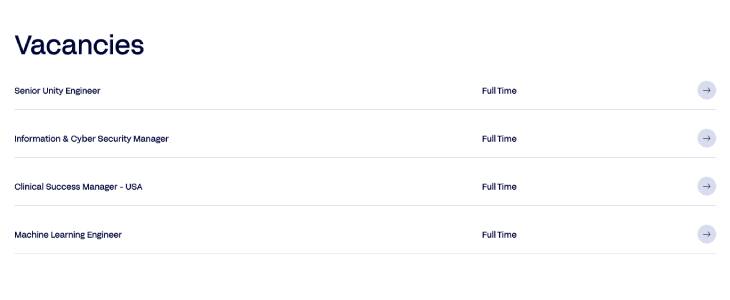 Vacancies
Senior Unity Engineer Full Time
Information & Cyber Security Manager Full Time
Clinical Success Manager - USA Full Time
Machine Learning Engineer Full Time